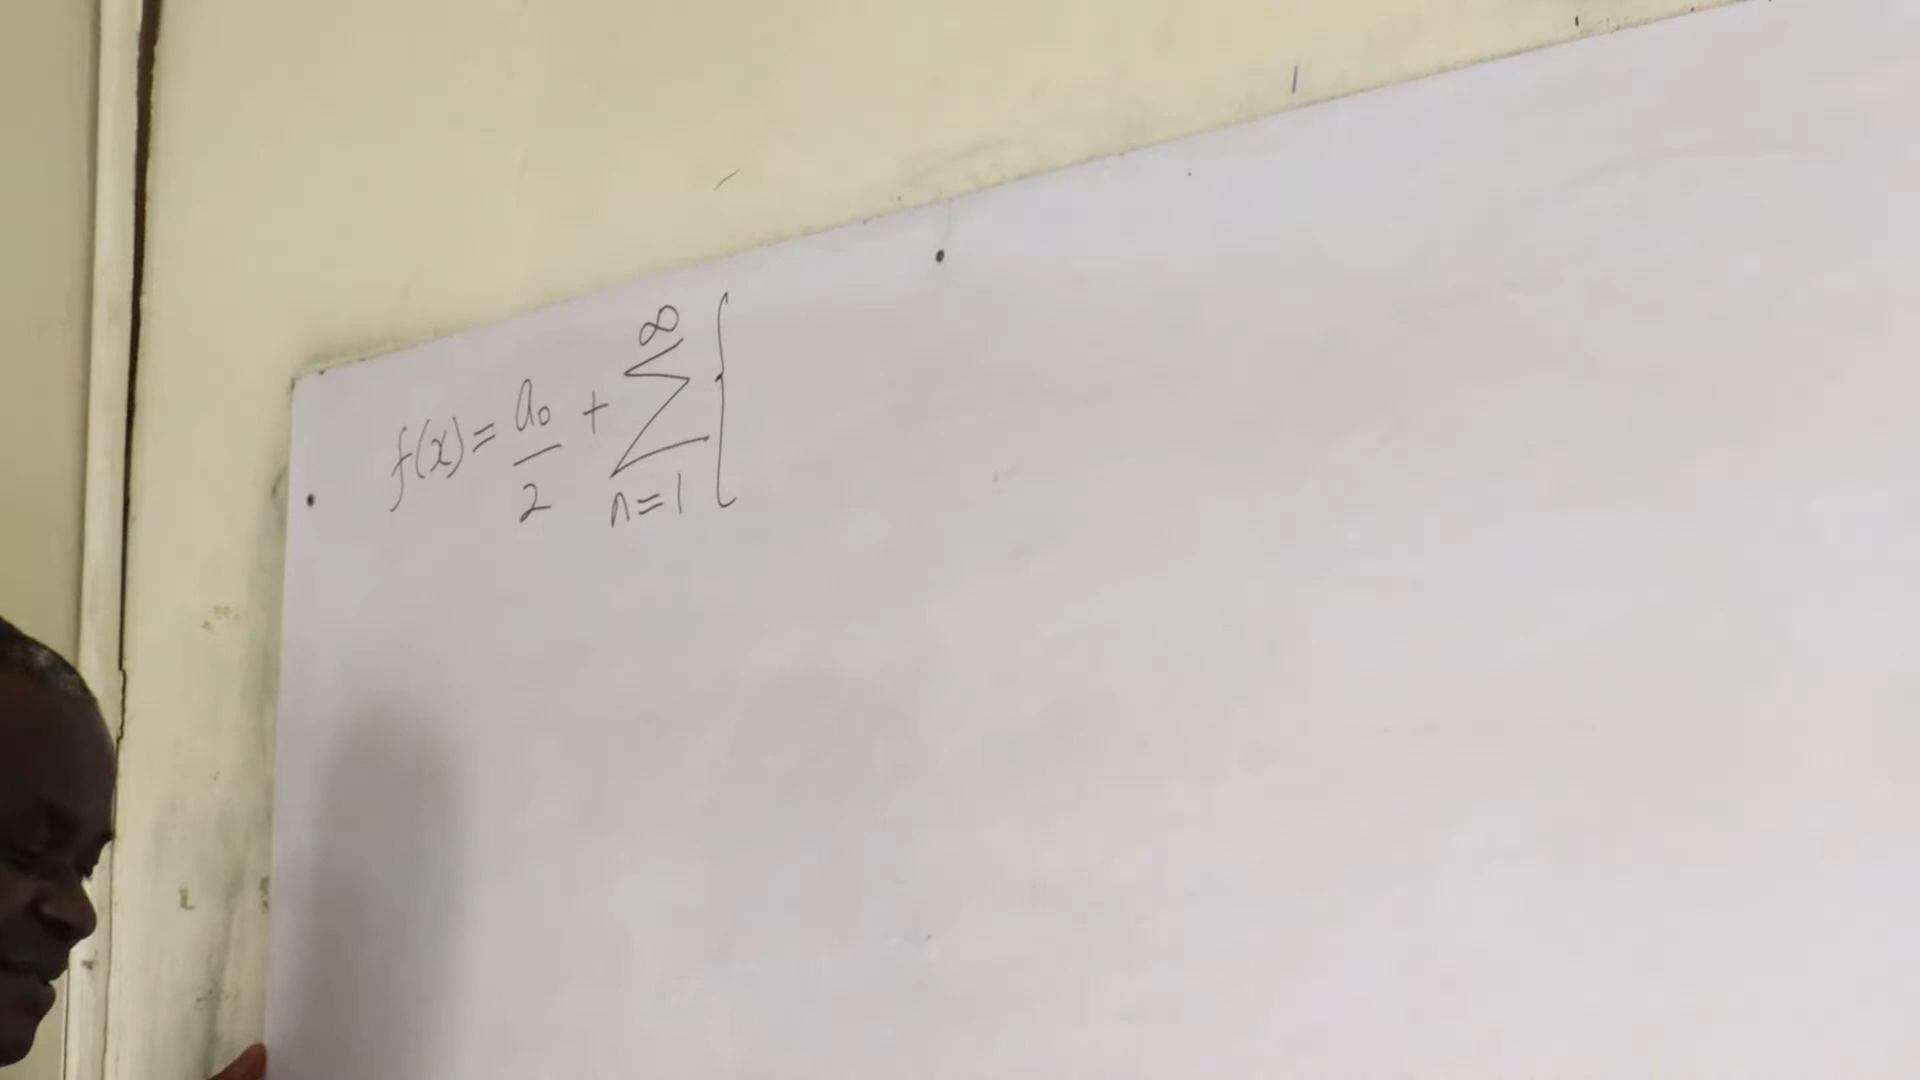 f(x) = a₀/2 + ∑_{n=1}^{∞} {